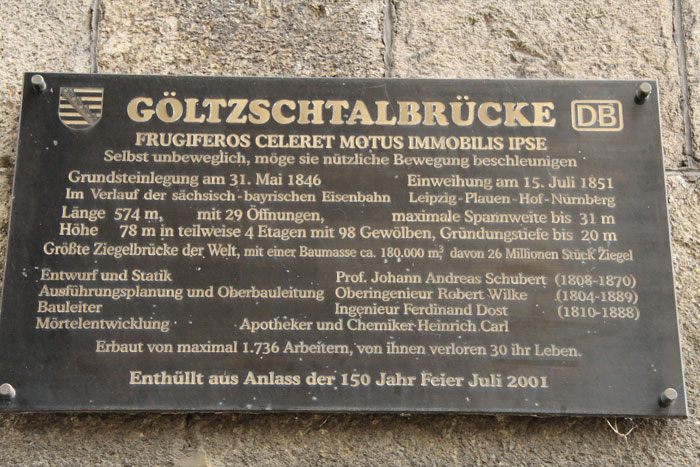 GÖLTZSCHTALBRÜCKE DB
FRUGIFEROS CELERET MOTUS IMMOBILIS IPSE
Selbst unbeweglich, möge sie nützliche Bewegung beschleunigen
Grundsteinlegung am 31. Mai 1846 Einweihung am 15. Juli 1851
Im Verlauf der sächsisch-bayrischen Eisenbahn Leipzig-Plauen-Hof-Nürnberg
Länge 574 m, mit 29 Öffnungen, maximale Spannweite bis 31 m
Höhe 78 m in teilweise 4 Etagen mit 98 Gewölben, Gründungstiefe bis 20 m
Größte Ziegelbrücke der Welt, mit einer Baumasse ca. 180.000 m³, davon 26 Millionen Stück Ziegel
Entwurf und Statik Prof. Johann Andreas Schubert (1808-1870)
Ausführungsplanung und Oberbauleitung Oberingenieur Robert Wilke (1804-1889)
Bauleiter Ingenieur Ferdinand Dost (1810-1888)
Mörtelentwicklung Apotheker und Chemiker Heinrich Carl
Erbaut von maximal 1.736 Arbeitern, von ihnen verloren 30 ihr Leben.
Enthüllt aus Anlass der 150 Jahr Feier Juli 2001